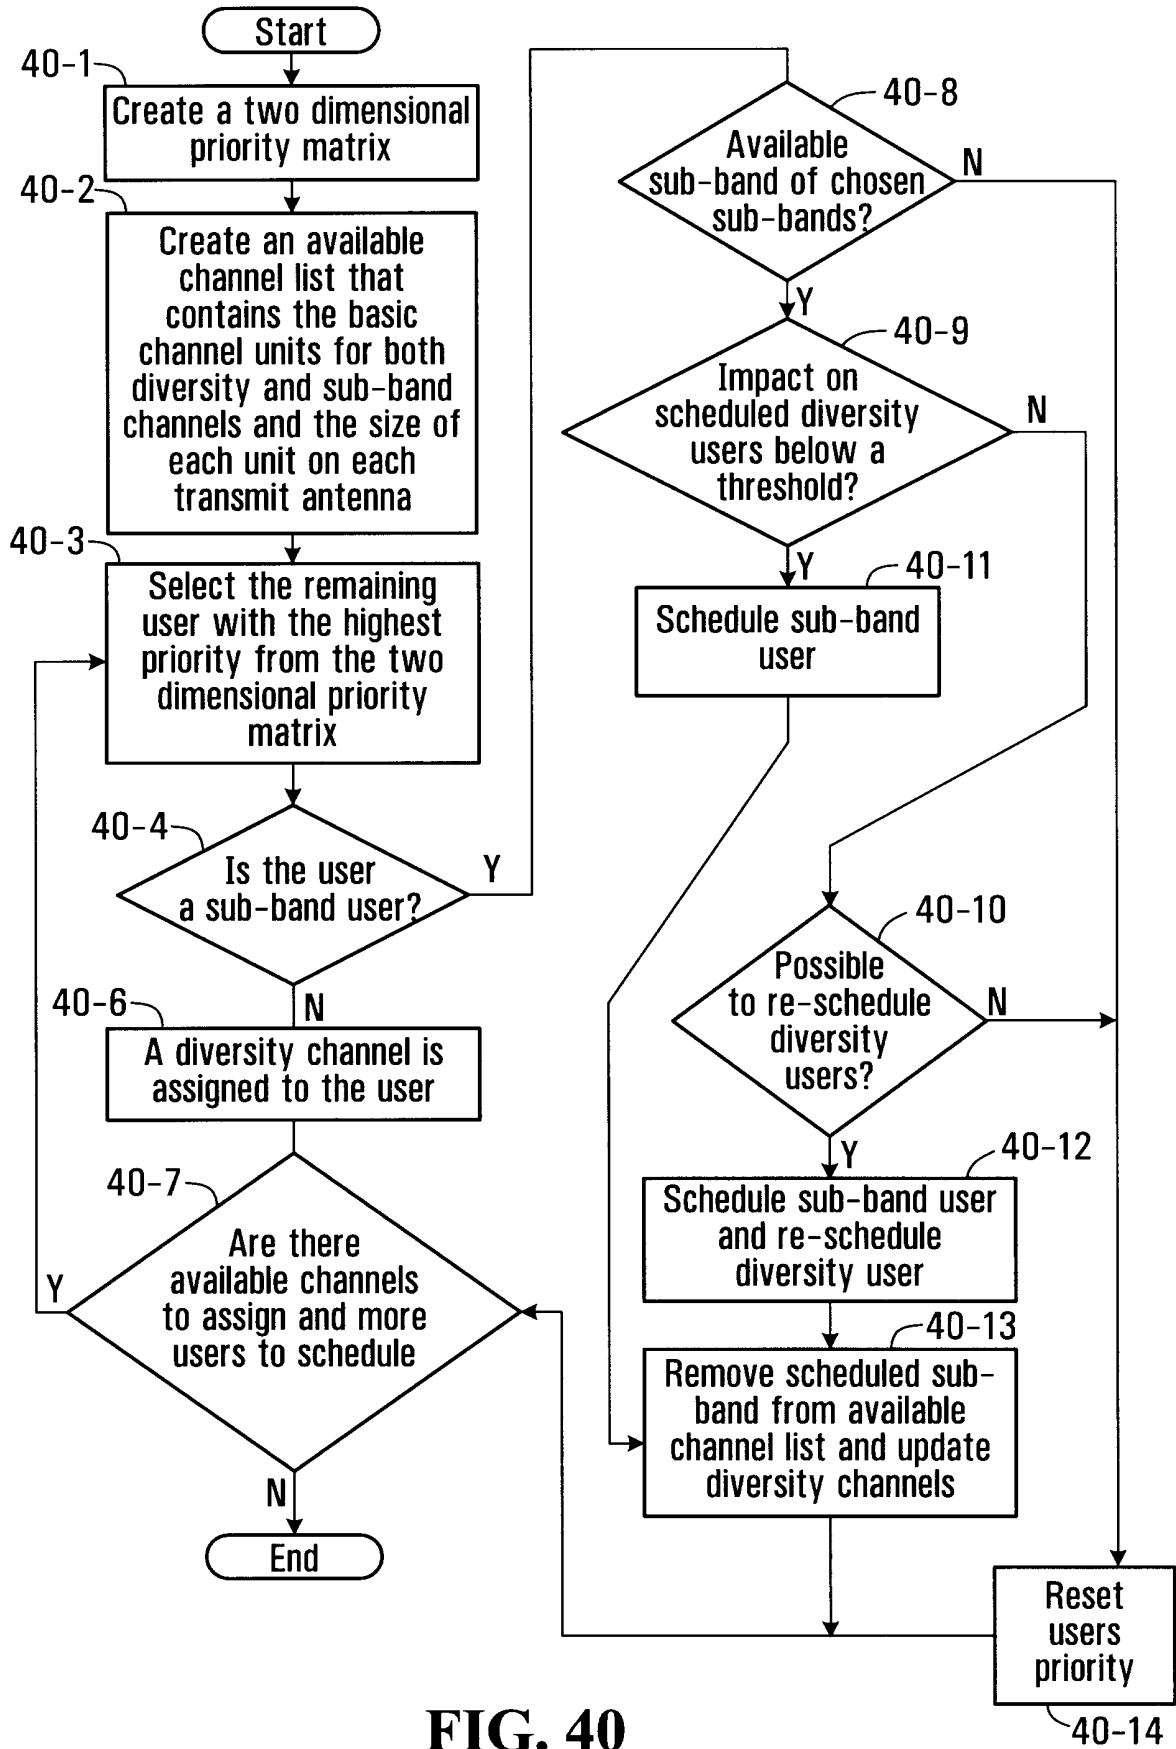 Start
40-1
Create a two dimensional
priority matrix
40-2
Create an available
channel list that
contains the basic
channel units for both
diversity and sub-band
channels and the size of
each unit on each
transmit antenna
40-3
Select the remaining
user with the highest
priority from the two
dimensional priority
matrix
40-4
Is the user
a sub-band user?
Y
N
40-6
A diversity channel is
assigned to the user
40-7
Are there
available channels
to assign and more
users to schedule
Y
N
End
40-8
Available
sub-band of chosen
sub-bands?
N
Y
40-9
Impact on
scheduled diversity
users below a
threshold?
N
Y
40-11
Schedule sub-band
user
40-10
Possible
to re-schedule
diversity
users?
N
Y
40-12
Schedule sub-band user
and re-schedule
diversity user
40-13
Remove scheduled sub-
band from available
channel list and update
diversity channels
Reset
users
priority
40-14
FIG. 40